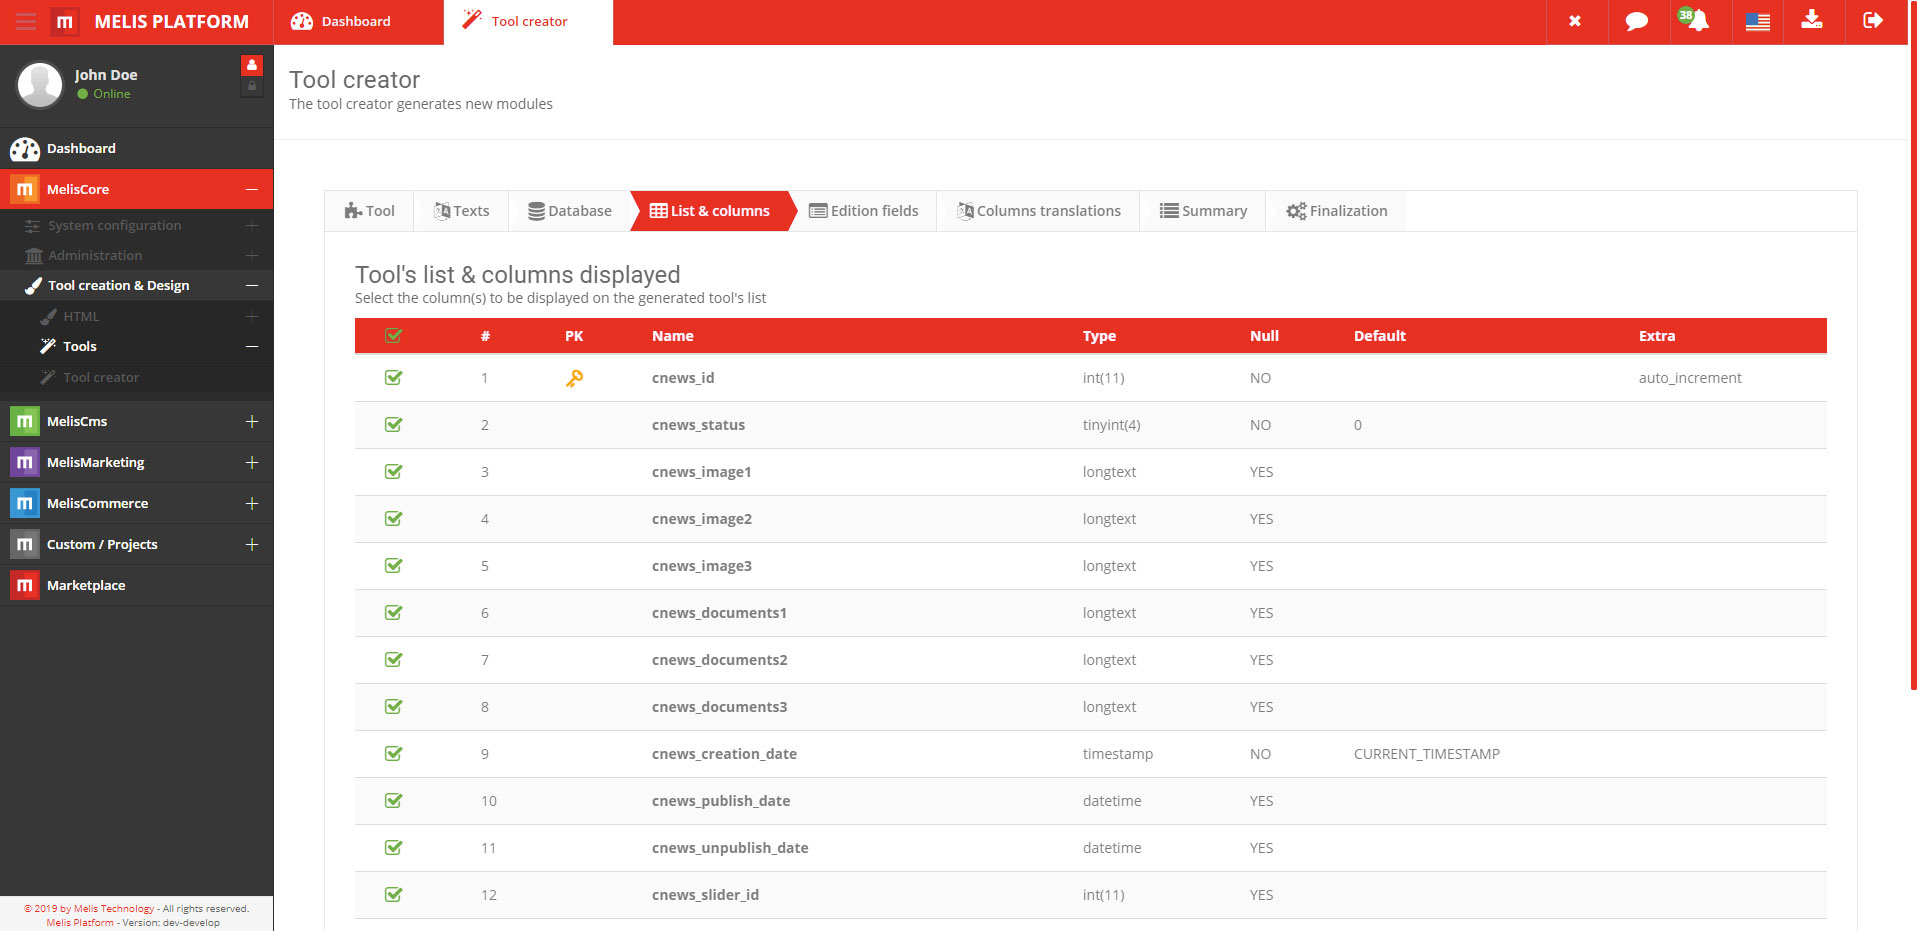 MELIS PLATFORM
Dashboard
Tool creator
38
John Doe
Online
Dashboard
MelisCore
System configuration
Administration
Tool creation & Design
HTML
Tools
Tool creator
MelisCms
MelisMarketing
MelisCommerce
Custom / Projects
Marketplace
© 2019 by Melis Technology - All rights reserved.
Melis Platform - Version: dev-develop
Tool creator
The tool creator generates new modules
Tool Texts Database List & columns Edition fields Columns translations Summary Finalization
Tool's list & columns displayed
Select the column(s) to be displayed on the generated tool's list
# PK Name Type Null Default Extra
1 cnews_id int(11) NO auto_increment
2 cnews_status tinyint(4) NO 0
3 cnews_image1 longtext YES
4 cnews_image2 longtext YES
5 cnews_image3 longtext YES
6 cnews_documents1 longtext YES
7 cnews_documents2 longtext YES
8 cnews_documents3 longtext YES
9 cnews_creation_date timestamp NO CURRENT_TIMESTAMP
10 cnews_publish_date datetime YES
11 cnews_unpublish_date datetime YES
12 cnews_slider_id int(11) YES